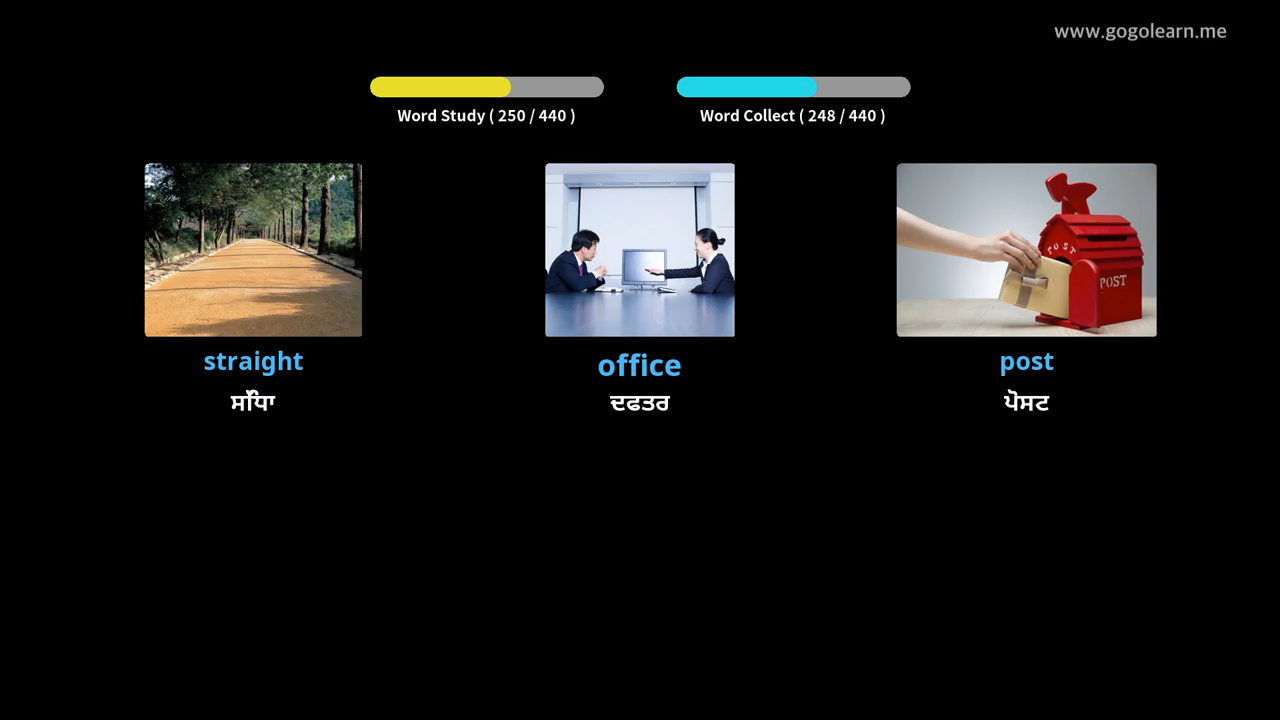 www.gogolearn.me
Word Study ( 250 / 440 )
Word Collect ( 248 / 440 )
POST
POST
straight
office
post
ਸਿੱਧਾ
ਦਫਤਰ
ਪੋਸਟ